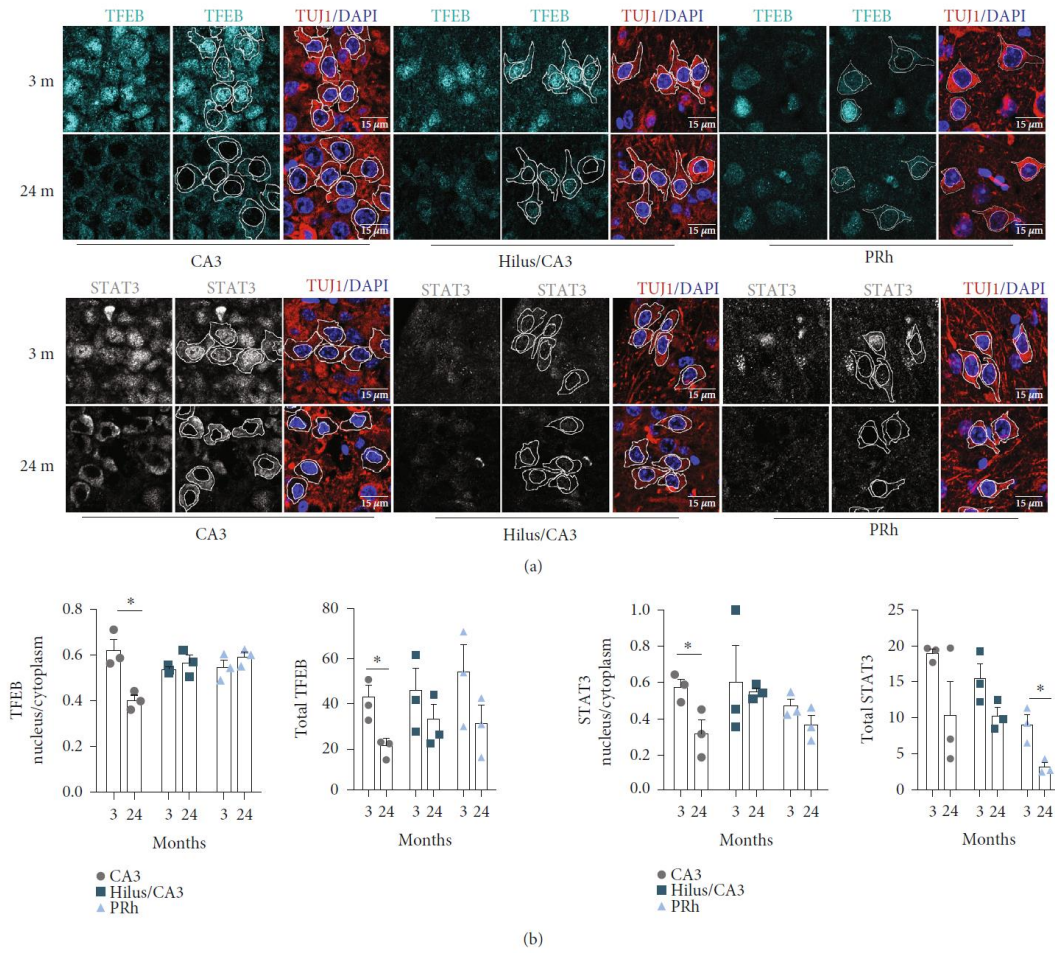 TFEB TFEB TUJ1/DAPI TFEB TFEB TUJ1/DAPI TFEB TFEB TUJ1/DAPI
3 m
15 μm 15 μm 15 μm
24 m
15 μm 15 μm 15 μm
CA3 Hilus/CA3 PRh
STAT3 STAT3 TUJ1/DAPI STAT3 STAT3 TUJ1/DAPI STAT3 STAT3 TUJ1/DAPI
3 m
15 μm 15 μm 15 μm
24 m
15 μm 15 μm 15 μm
CA3 Hilus/CA3 PRh
(a)
TFEB
nucleus/cytoplasm
0.8
0.6
0.4
0.2
0.0
*
3 24 3 24 3 24
Months
Total TFEB
80
60
40
20
0
*
3 24 3 24 3 24
Months
CA3
Hilus/CA3
PRh
STAT3
nucleus/cytoplasm
1.0
0.8
0.6
0.4
0.2
0.0
*
3 24 3 24 3 24
Months
Total STAT3
25
20
15
10
5
0
*
3 24 3 24 3 24
Months
CA3
Hilus/CA3
PRh
(b)